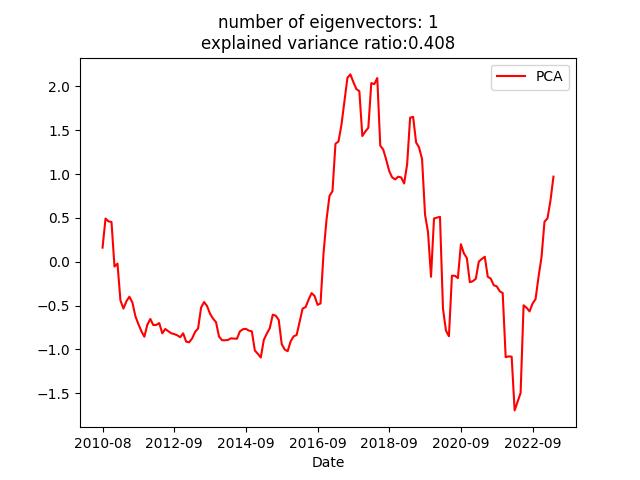 number of eigenvectors: 1
explained variance ratio:0.408
PCA
2.0
1.5
1.0
0.5
0.0
−0.5
−1.0
−1.5
2010-08 2012-09 2014-09 2016-09 2018-09 2020-09 2022-09
Date